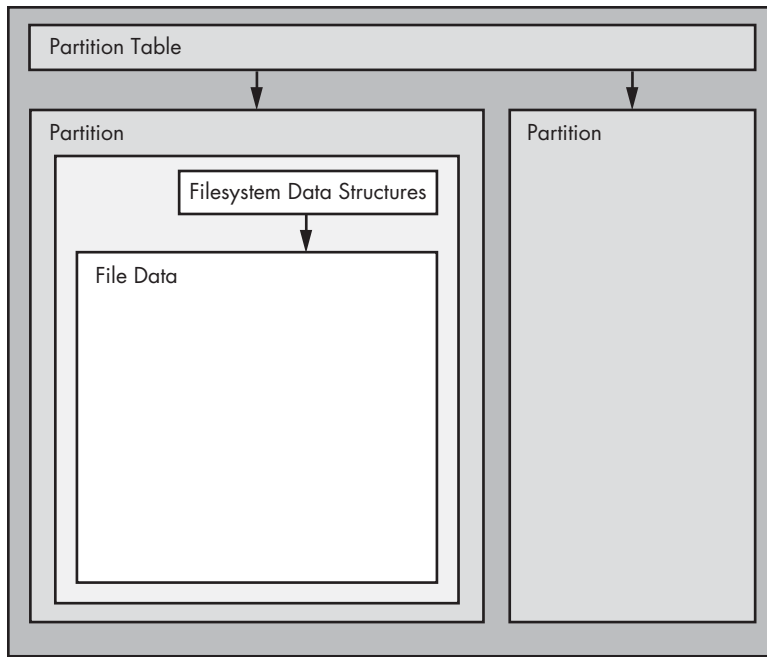 Partition Table
Partition
Partition
Filesystem Data Structures
File Data